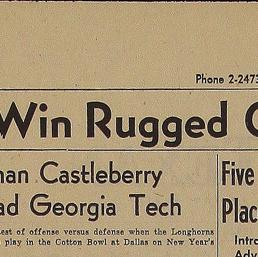 Phone 2-2473
Win Rugged
man Castleberry
ad Georgia Tech
est of offense versus defense when the Longhorns
play in the Cotton Bowl at Dallas on New Year's
Five
Plac
Intro
Adv